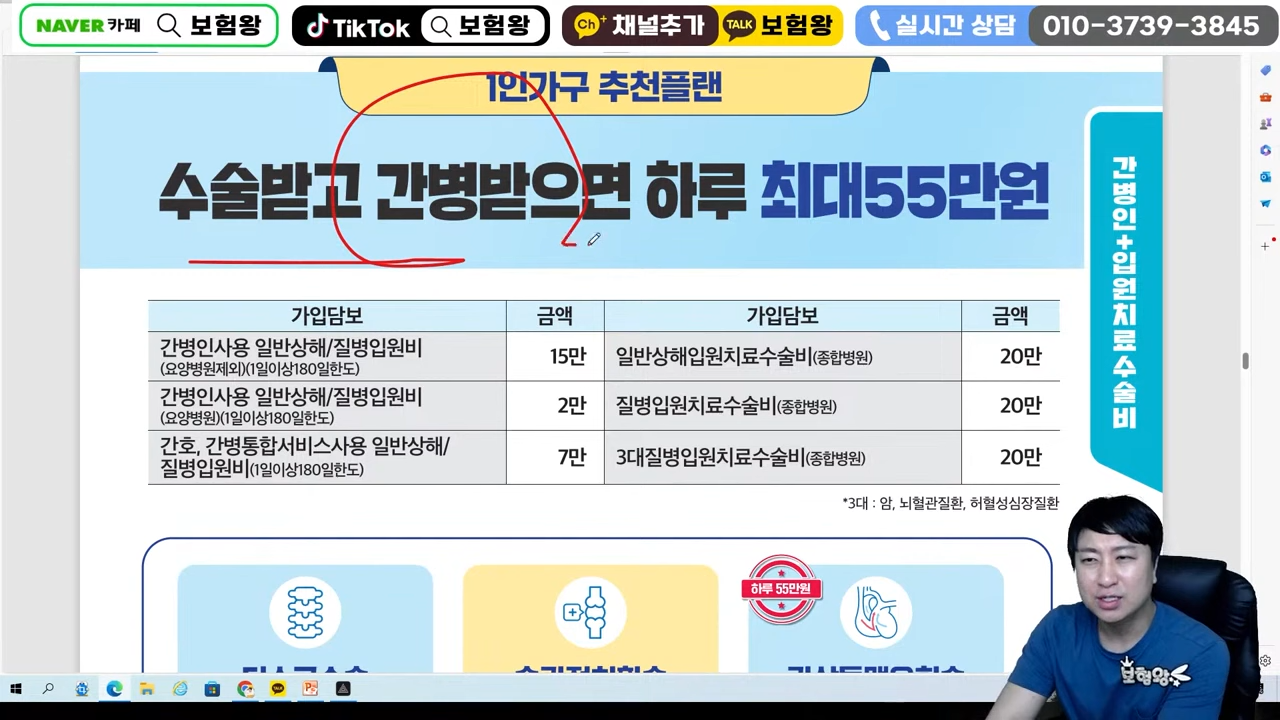 NAVER 카페 보험왕
TikTok 보험왕
Ch+ 채널추가 TALK 보험왕
실시간 상담 010-3739-3845
1인가구 추천플랜
수술받고 간병받으면 하루 최대55만원
간병인+입원치료수술비
가입담보 금액 가입담보 금액
간병인사용 일반상해/질병입원비 (요양병원제외)(1일이상180일한도) 15만 일반상해입원치료수술비(종합병원) 20만
간병인사용 일반상해/질병입원비 (요양병원)(1일이상180일한도) 2만 질병입원치료수술비(종합병원) 20만
간호, 간병통합서비스사용 일반상해/
질병입원비(1일이상180일한도) 7만 3대질병입원치료수술비(종합병원) 20만
*3대 : 암, 뇌혈관질환, 허혈성심장질환
하루 55만원
보험왕